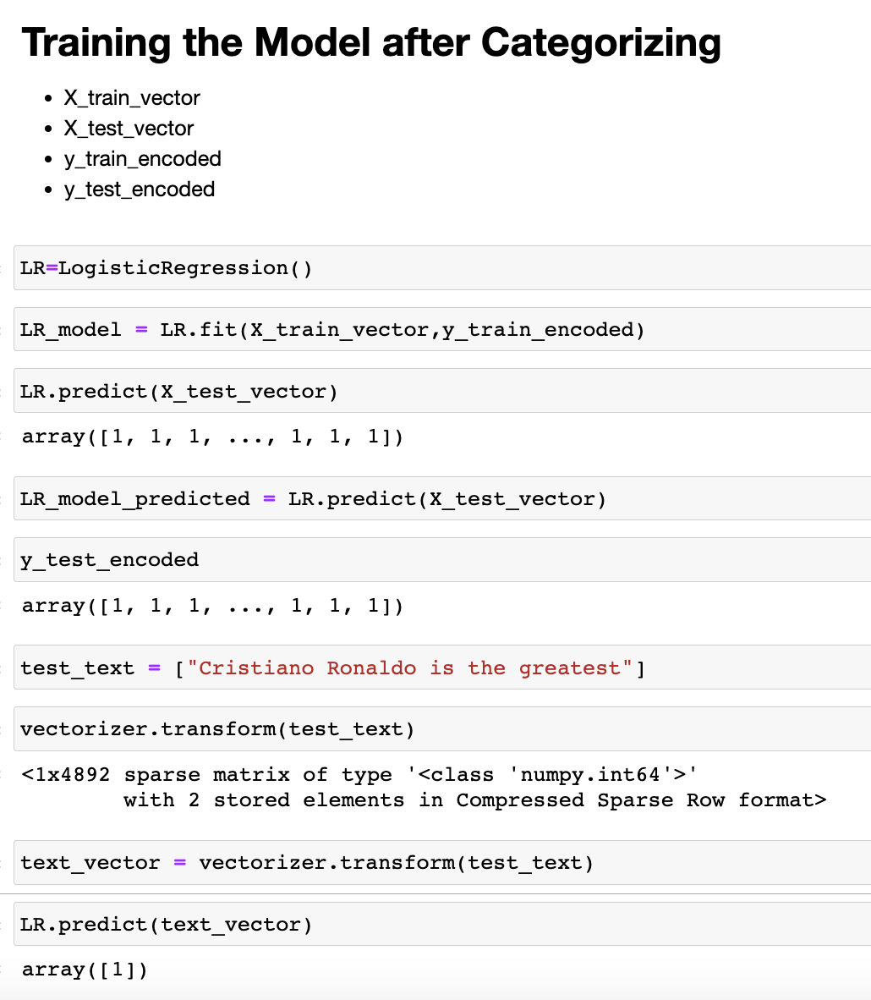 Training the Model after Categorizing
X_train_vector
X_test_vector
y_train_encoded
y_test_encoded
LR=LogisticRegression()
LR_model = LR.fit(X_train_vector,y_train_encoded)
LR.predict(X_test_vector)
array([1, 1, 1, ..., 1, 1, 1])
LR_model_predicted = LR.predict(X_test_vector)
y_test_encoded
array([1, 1, 1, ..., 1, 1, 1])
test_text = ["Cristiano Ronaldo is the greatest"]
vectorizer.transform(test_text)
<1x4892 sparse matrix of type '<class 'numpy.int64'>'
with 2 stored elements in Compressed Sparse Row format>
text_vector = vectorizer.transform(test_text)
LR.predict(text_vector)
array([1])